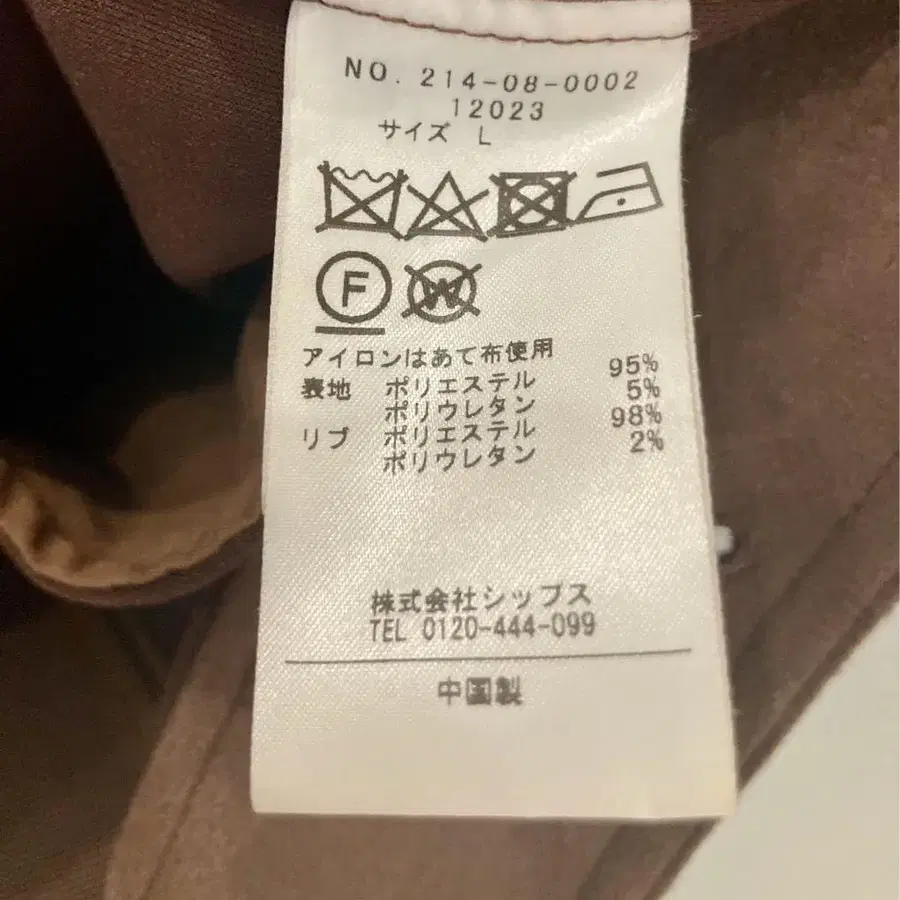 NO. 214-08-0002
12023
サイズ L
F W
アイロンはあて布使用
表地 ポリエステル 95%
ポリウレタン 5%
リブ ポリエステル 98%
ポリウレタン 2%
株式会社シップス
TEL 0120-444-099
中国製